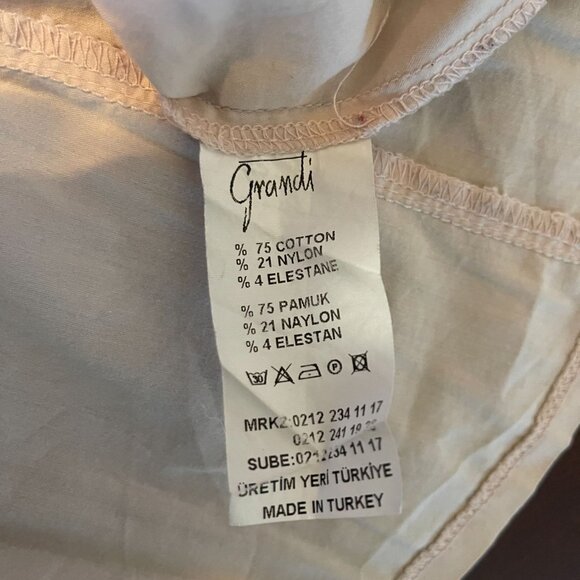 Grandi
% 75 COTTON
% 21 NYLON
% 4 ELESTANE
% 75 PAMUK
% 21 NAYLON
% 4 ELESTAN
30 P
MRKZ:0212 234 11 17
0212 241 19
SUBE:0212234 11 17
ÜRETİM YERİ TÜRKİYE
MADE IN TURKEY